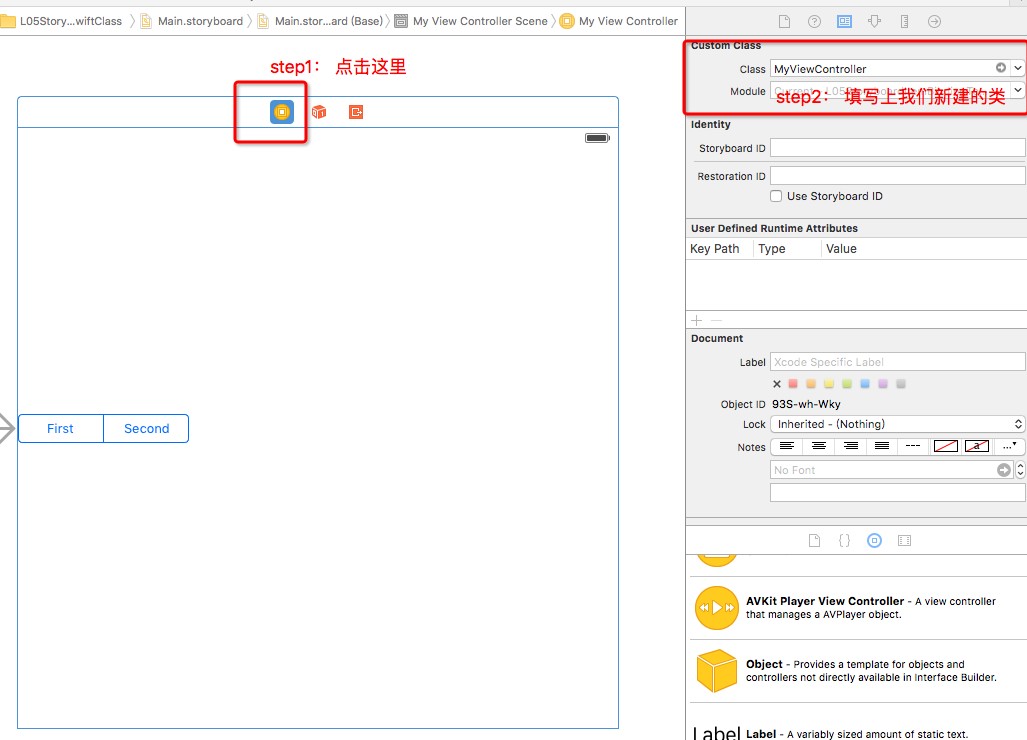 L05Story...wiftClass
Main.storyboard
Main.stor...ard (Base)
My View Controller Scene
My View Controller
step1： 点击这里
Custom Class
Class MyViewController
Module
step2： 填写上我们新建的类
Identity
Storyboard ID
Restoration ID
Use Storyboard ID
User Defined Runtime Attributes
Key Path Type Value
Document
Label Xcode Specific Label
Object ID 93S-wh-Wky
Lock Inherited - (Nothing)
Notes
No Font
First Second
AVKit Player View Controller - A view controller
that manages a AVPlayer object.
Object - Provides a template for objects and
controllers not directly available in Interface Builder.
Label Label - A variably sized amount of static text.